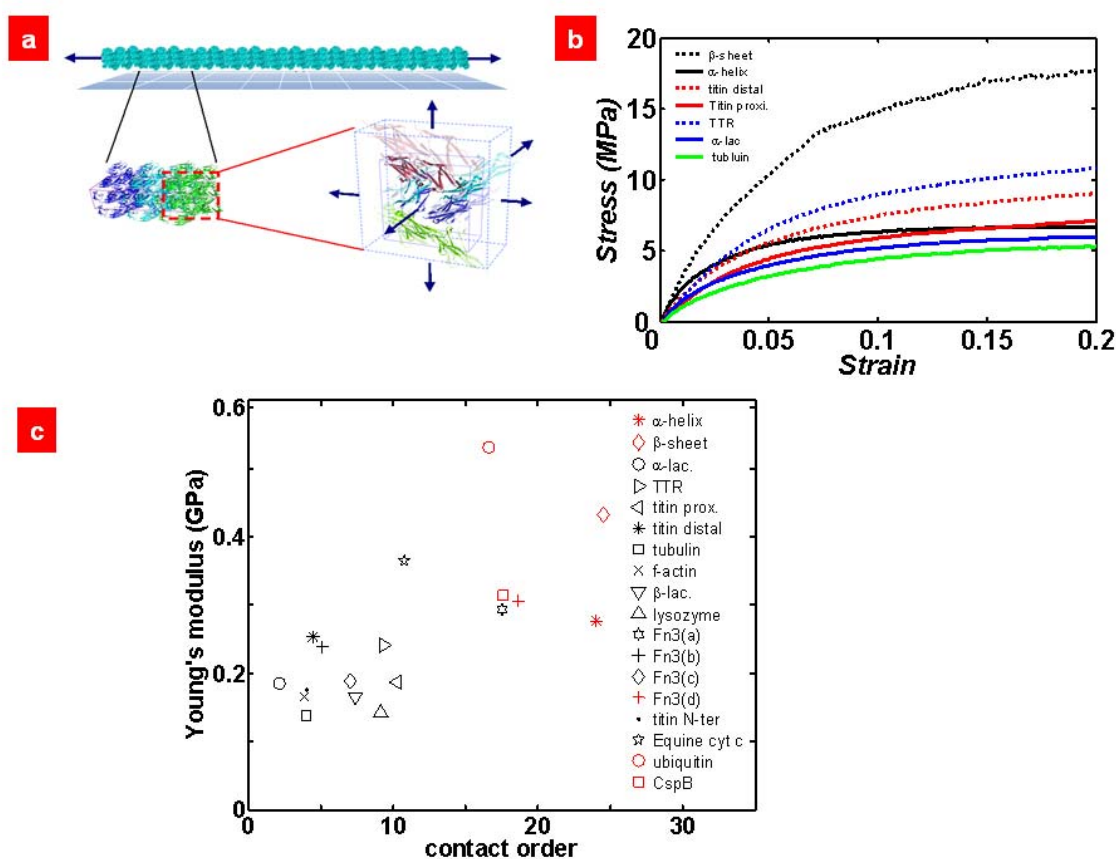 a
b
20
15
10
5
0
β-sheet
α-helix
titin distal
Titin proxi.
TTR
α-lac
tubluin
Stress (MPa)
0
0.05
0.1
0.15
0.2
Strain
c
0.6
0.4
0.2
0
Young's modulus (GPa)
α-helix
β-sheet
α-lac.
TTR
titin prox.
titin distal
tubulin
f-actin
β-lac.
lysozyme
Fn3(a)
Fn3(b)
Fn3(c)
Fn3(d)
titin N-ter
Equine cyt c
ubiquitin
CspB
0
10
20
30
contact order